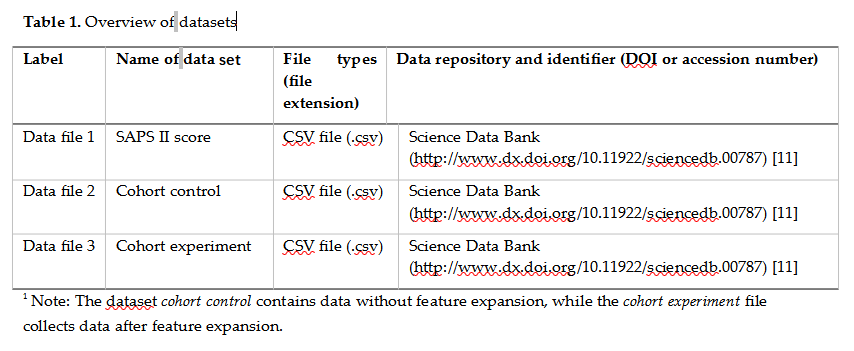 Table 1. Overview of datasets
Label Name of data set File types (file extension) Data repository and identifier (DOI or accession number)
Data file 1 SAPS II score CSV file (.csv) Science Data Bank
(http://www.dx.doi.org/10.11922/sciencedb.00787) [11]
Data file 2 Cohort control CSV file (.csv) Science Data Bank
(http://www.dx.doi.org/10.11922/sciencedb.00787) [11]
Data file 3 Cohort experiment CSV file (.csv) Science Data Bank
(http://www.dx.doi.org/10.11922/sciencedb.00787) [11]
1 Note: The dataset cohort control contains data without feature expansion, while the cohort experiment file
collects data after feature expansion.